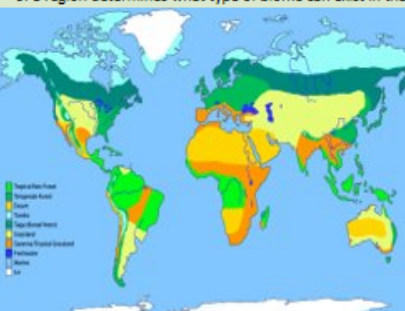 of a region determines what type of biome can exist in tha
Tropical Rain Forest
Temperate Forest
Desert
Tundra
Taiga (Boreal Forest)
Grassland
Savanna (Tropical Grassland)
Freshwater
Marine
Ice